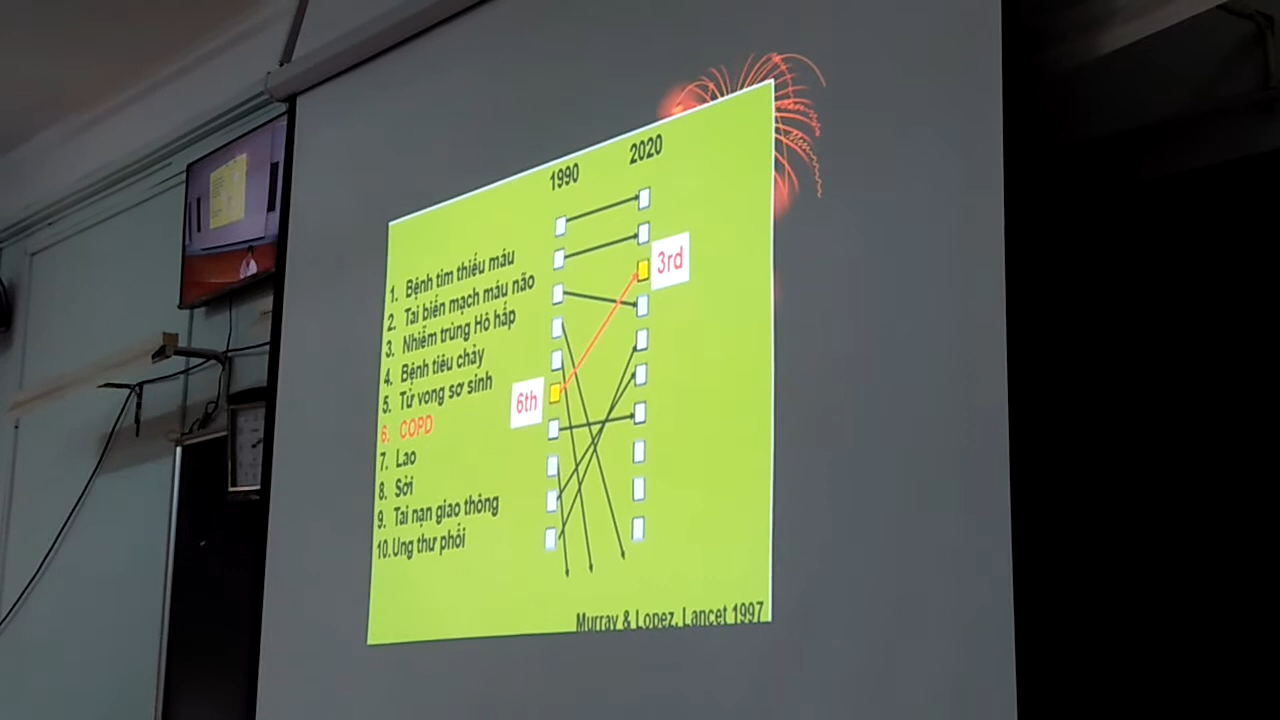 1990
2020
1. Bệnh tim thiếu máu
2. Tai biến mạch máu não
3. Nhiễm trùng Hô hấp
4. Bệnh tiêu chảy
5. Tử vong sơ sinh
6. COPD
7. Lao
8. Sởi
9. Tai nạn giao thông
10. Ung thư phổi
6th
3rd
Murray & Lopez. Lancet 1997